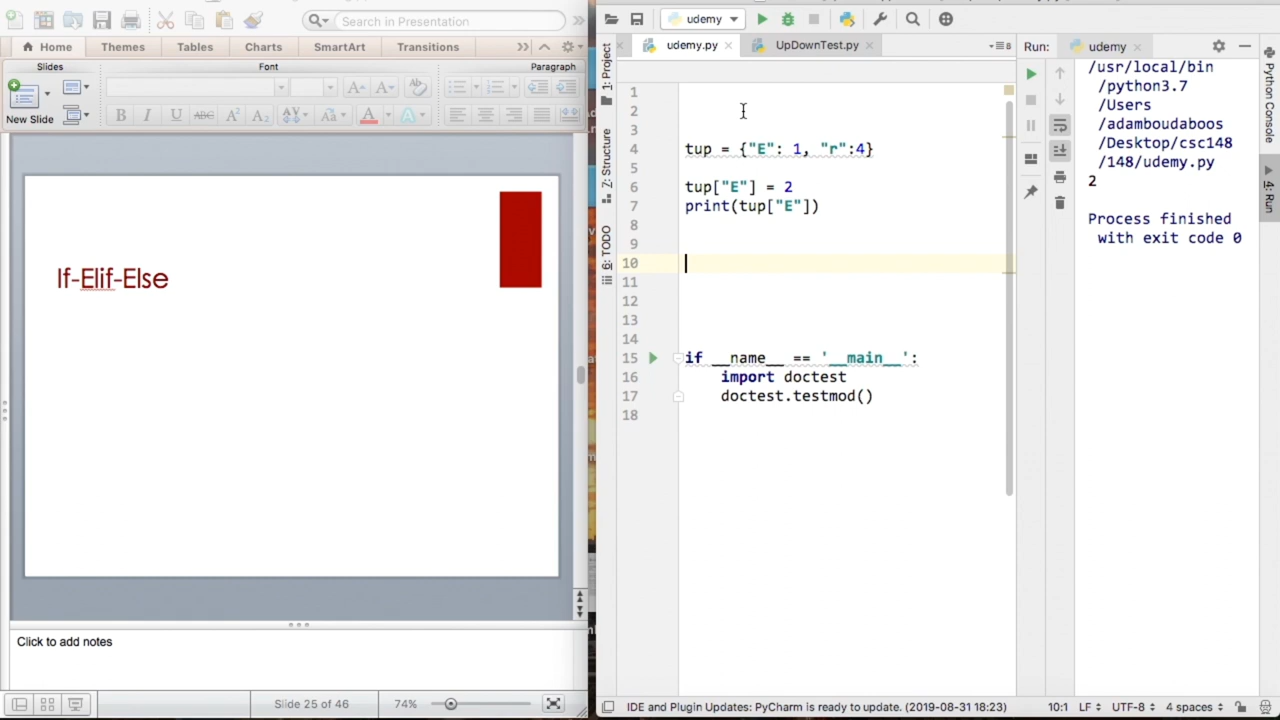 Search in Presentation
Home Themes Tables Charts SmartArt Transitions
Slides Font Paragraph
New Slide
B I U ABC A² A₂ AV Aa A A
If-Elif-Else
Click to add notes
Slide 25 of 46 74%
udemy
udemy.py UpDownTest.py
1: Project
7: Structure
6: TODO
1
2
3
4 tup = {"E": 1, "r":4}
5
6 tup["E"] = 2
7 print(tup["E"])
8
9
10
11
12
13
14
15 if __name__ == '__main__':
16 import doctest
17 doctest.testmod()
18
Run: udemy
/usr/local/bin
/python3.7
/Users
/adamboudaboos
/Desktop/csc148
/148/udemy.py
2
Process finished
with exit code 0
Python Console
4: Run
IDE and Plugin Updates: PyCharm is ready to update. (2019-08-31 18:23) 10:1 LF UTF-8 4 spaces